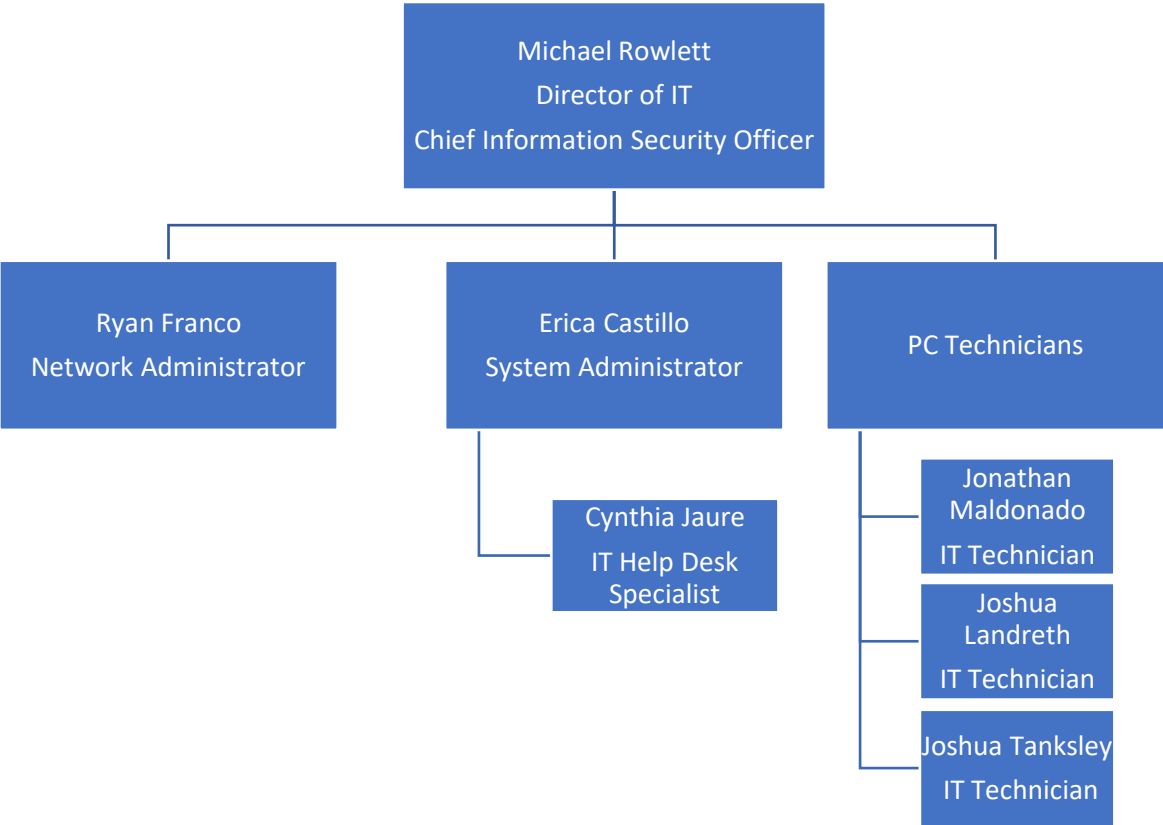 Michael Rowlett
Director of IT
Chief Information Security Officer
Ryan Franco
Network Administrator
Erica Castillo
System Administrator
PC Technicians
Cynthia Jaure
IT Help Desk
Specialist
Jonathan
Maldonado
IT Technician
Joshua
Landreth
IT Technician
Joshua Tanksley
IT Technician